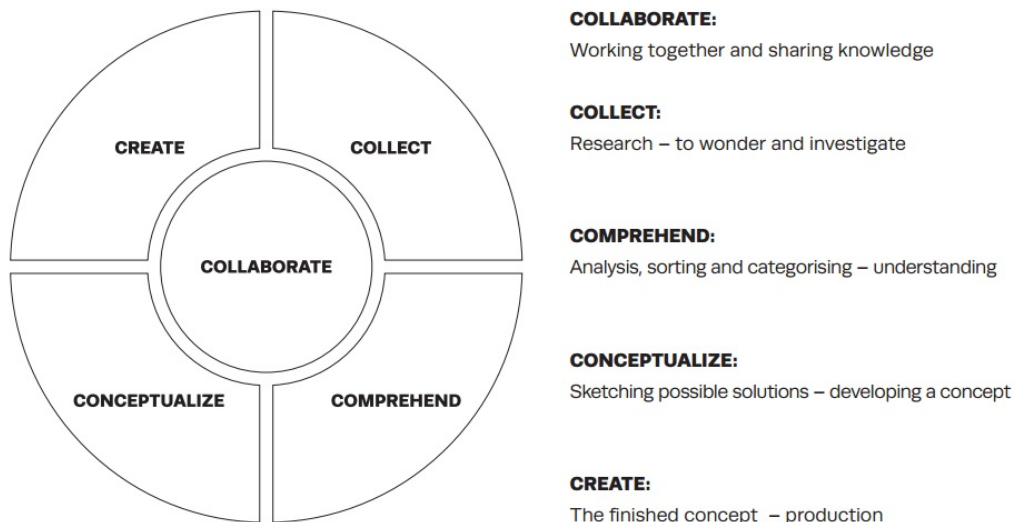 CREATE
COLLECT
COLLABORATE
CONCEPTUALIZE
COMPREHEND
COLLABORATE:
Working together and sharing knowledge
COLLECT:
Research – to wonder and investigate
COMPREHEND:
Analysis, sorting and categorising – understanding
CONCEPTUALIZE:
Sketching possible solutions – developing a concept
CREATE:
The finished concept – production